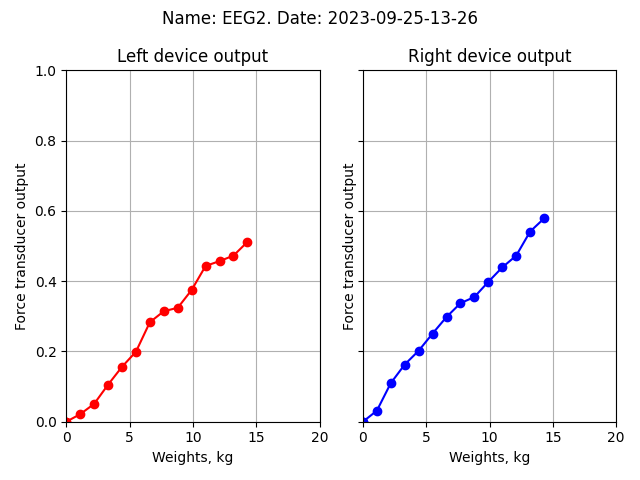 Name: EEG2. Date: 2023-09-25-13-26
Left device output
Right device output
1.0
0.8
0.6
0.4
0.2
0.0
Force transducer output
Force transducer output
0 5 10 15 20
0 5 10 15 20
Weights, kg
Weights, kg